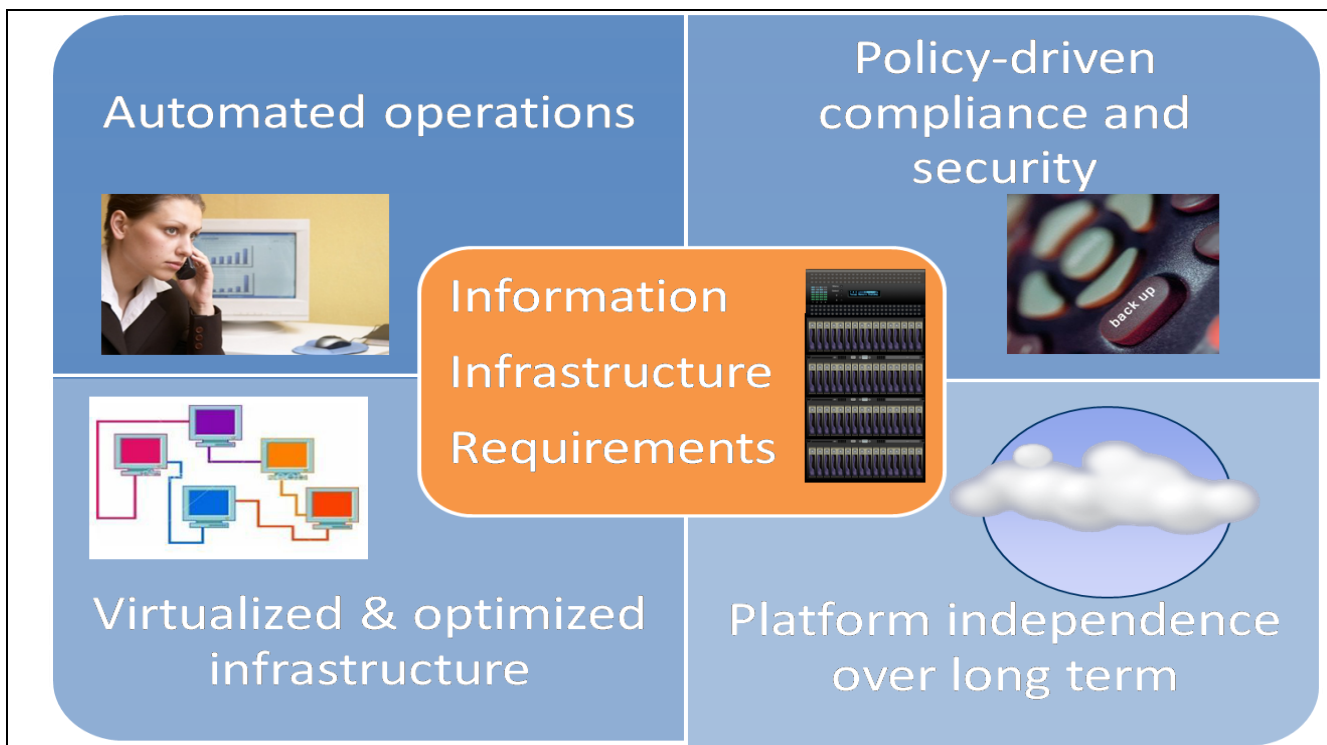 Automated operations
Policy-driven
compliance and
security
back up
Information
Infrastructure
Requirements
Virtualized & optimized
infrastructure
Platform independence
over long term